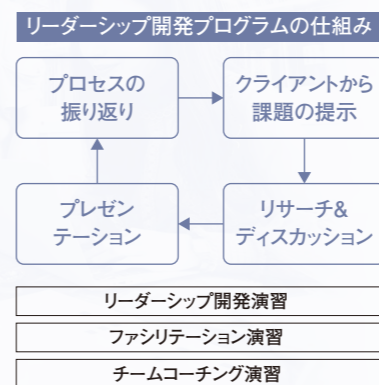 リーダーシップ開発プログラムの仕組み
プロセスの
振り返り
クライアントから
課題の提示
プレゼン
テーション
リサーチ&
ディスカッション
リーダーシップ開発演習
ファシリテーション演習
チームコーチング演習